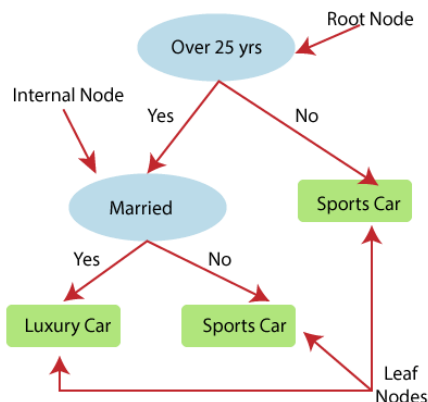 Root Node
Over 25 yrs
Internal Node
Yes
No
Married
Sports Car
Yes
No
Luxury Car
Sports Car
Leaf
Nodes